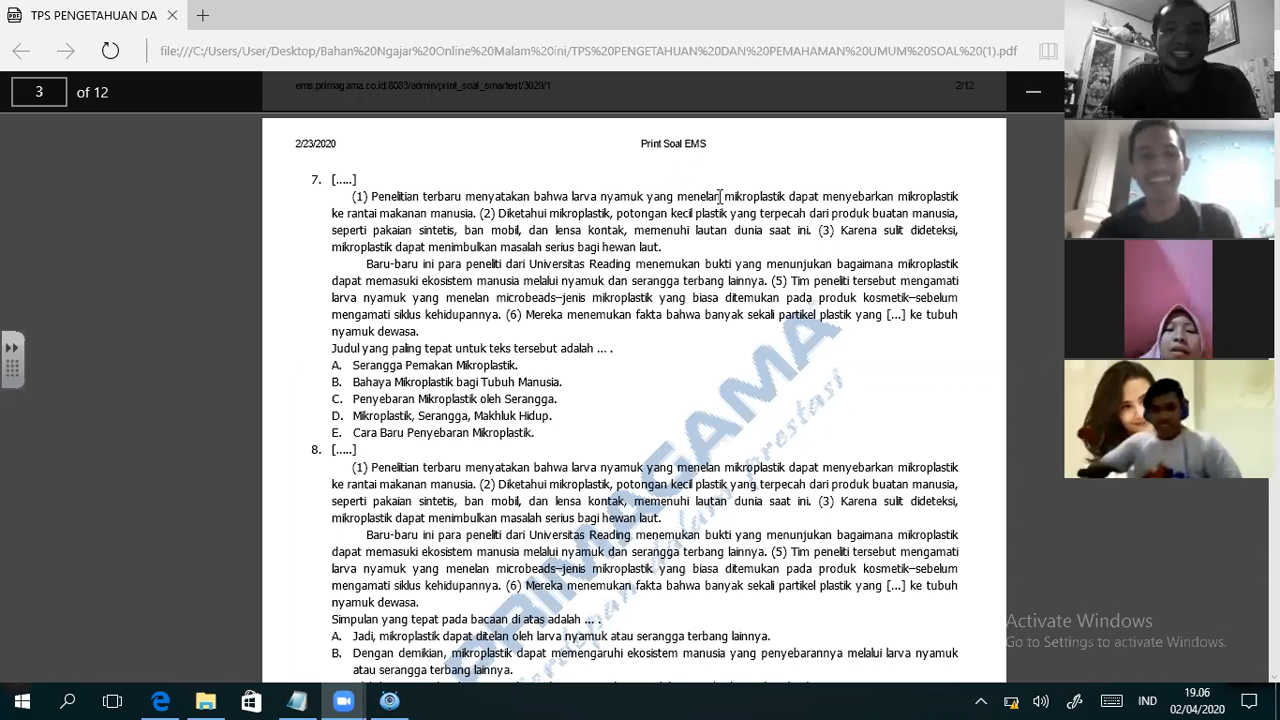 TPS PENGETAHUAN DA
file:///C:/Users/User/Desktop/Bahan%20Ngajar%20Online%20Malam%20ini/TPS%20PENGETAHUAN%20DAN%20PEMAHAMAN%20UMUM%20SOAL%20(1).pdf
3 of 12
ems.primagama.co.id:8083/admin/print_soal_smartest/3029/1 2/12
2/23/2020 Print Soal EMS
7. [.....]
(1) Penelitian terbaru menyatakan bahwa larva nyamuk yang menelan mikroplastik dapat menyebarkan mikroplastik
ke rantai makanan manusia. (2) Diketahui mikroplastik, potongan kecil plastik yang terpecah dari produk buatan manusia,
seperti pakaian sintetis, ban mobil, dan lensa kontak, memenuhi lautan dunia saat ini. (3) Karena sulit dideteksi,
mikroplastik dapat menimbulkan masalah serius bagi hewan laut.
Baru-baru ini para peneliti dari Universitas Reading menemukan bukti yang menunjukan bagaimana mikroplastik
dapat memasuki ekosistem manusia melalui nyamuk dan serangga terbang lainnya. (5) Tim peneliti tersebut mengamati
larva nyamuk yang menelan microbeads–jenis mikroplastik yang biasa ditemukan pada produk kosmetik–sebelum
mengamati siklus kehidupannya. (6) Mereka menemukan fakta bahwa banyak sekali partikel plastik yang [...] ke tubuh
nyamuk dewasa.
Judul yang paling tepat untuk teks tersebut adalah ... .
A. Serangga Pemakan Mikroplastik.
B. Bahaya Mikroplastik bagi Tubuh Manusia.
C. Penyebaran Mikroplastik oleh Serangga.
D. Mikroplastik, Serangga, Makhluk Hidup.
E. Cara Baru Penyebaran Mikroplastik.
8. [.....]
(1) Penelitian terbaru menyatakan bahwa larva nyamuk yang menelan mikroplastik dapat menyebarkan mikroplastik
ke rantai makanan manusia. (2) Diketahui mikroplastik, potongan kecil plastik yang terpecah dari produk buatan manusia,
seperti pakaian sintetis, ban mobil, dan lensa kontak, memenuhi lautan dunia saat ini. (3) Karena sulit dideteksi,
mikroplastik dapat menimbulkan masalah serius bagi hewan laut.
Baru-baru ini para peneliti dari Universitas Reading menemukan bukti yang menunjukan bagaimana mikroplastik
dapat memasuki ekosistem manusia melalui nyamuk dan serangga terbang lainnya. (5) Tim peneliti tersebut mengamati
larva nyamuk yang menelan microbeads–jenis mikroplastik yang biasa ditemukan pada produk kosmetik–sebelum
mengamati siklus kehidupannya. (6) Mereka menemukan fakta bahwa banyak sekali partikel plastik yang [...] ke tubuh
nyamuk dewasa.
Simpulan yang tepat pada bacaan di atas adalah ... .
A. Jadi, mikroplastik dapat ditelan oleh larva nyamuk atau serangga terbang lainnya.
B. Dengan demikian, mikroplastik dapat memengaruhi ekosistem manusia yang penyebarannya melalui larva nyamuk
atau serangga terbang lainnya.
PRIMAGAMA
terdepan dalam prestasi
Activate Windows
Go to Settings to activate Windows.
IND
19.06
02/04/2020